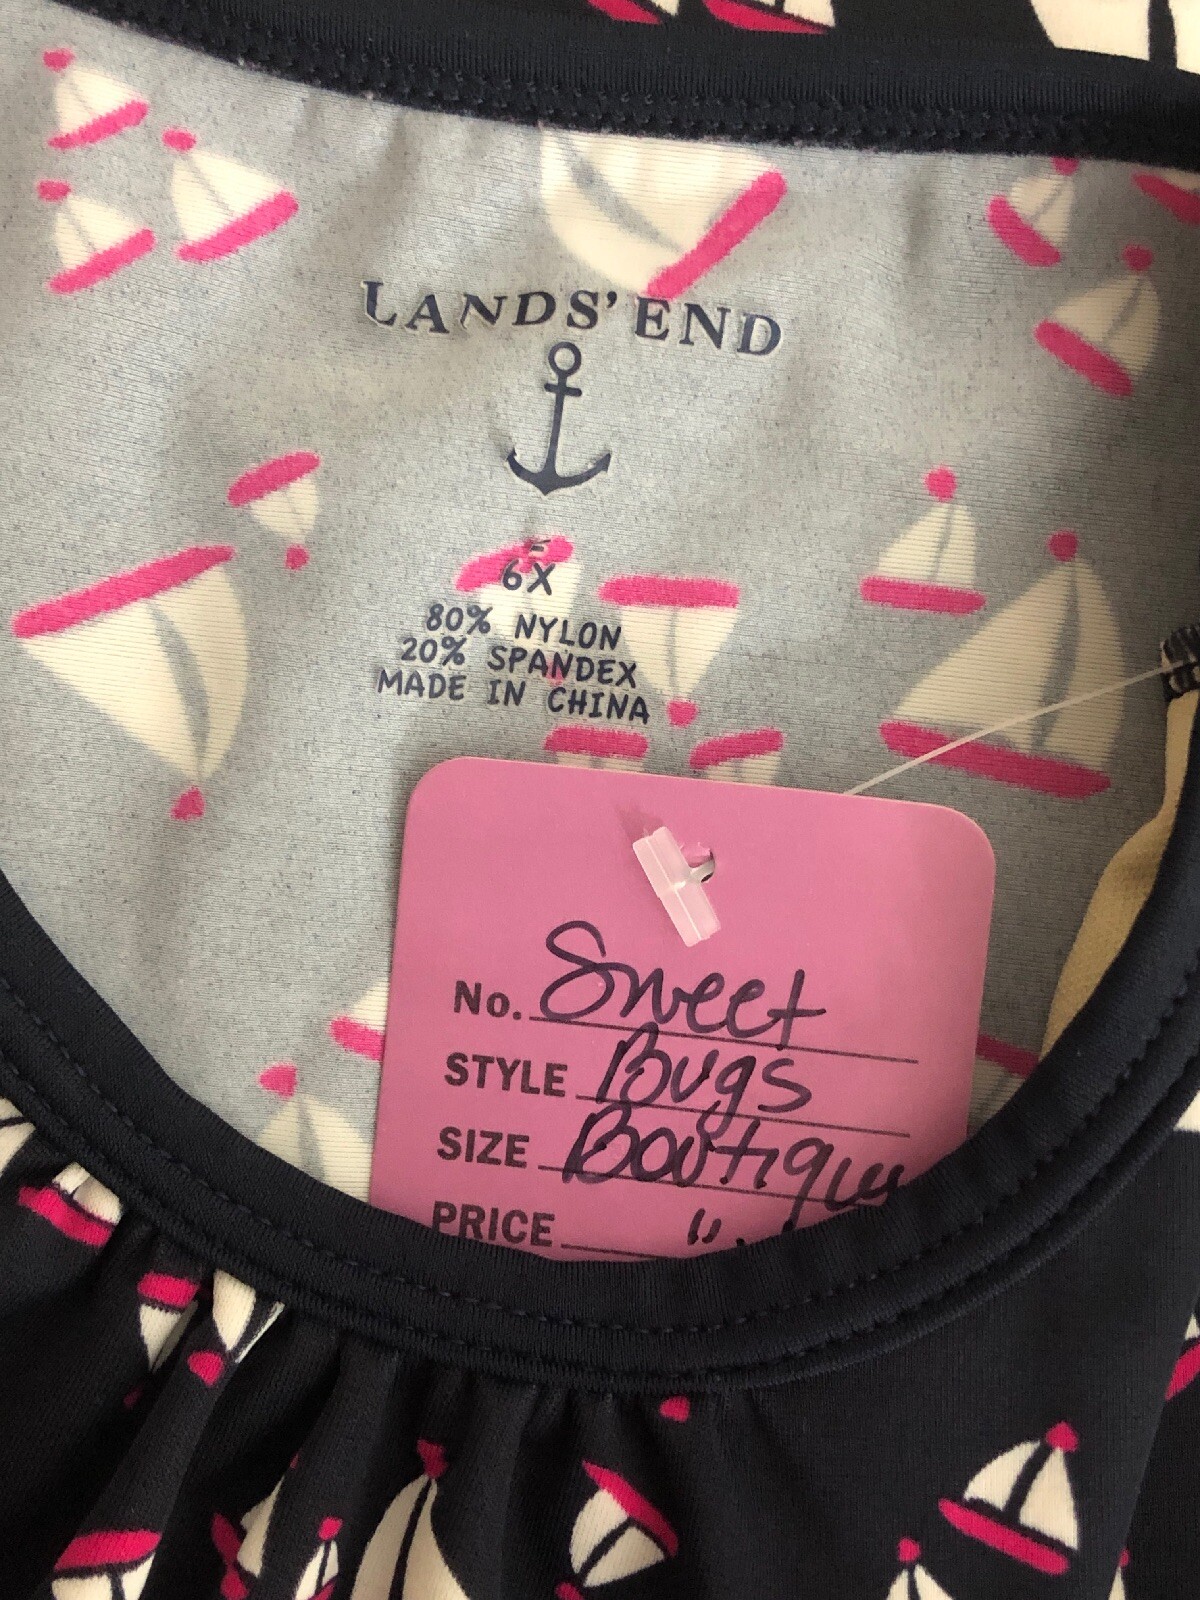 LANDS' END
6X
80% NYLON
20% SPANDEX
MADE IN CHINA
No. Sweet
STYLE Bugs
SIZE Boutique
PRICE